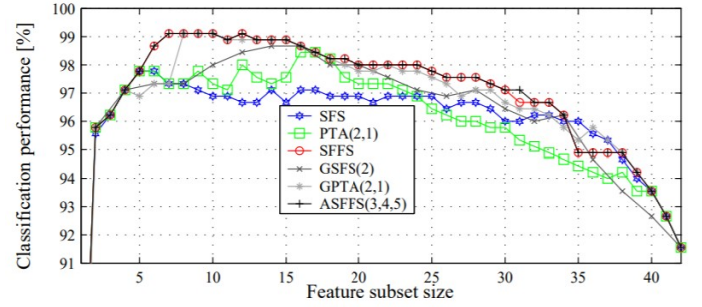 Classification performance [%]
100
99
98
97
96
95
94
93
92
91
SFS
PTA(2,1)
SFFS
GSFS(2)
GPTA(2,1)
ASFFS(3,4,5)
5 10 15 20 25 30 35 40
Feature subset size